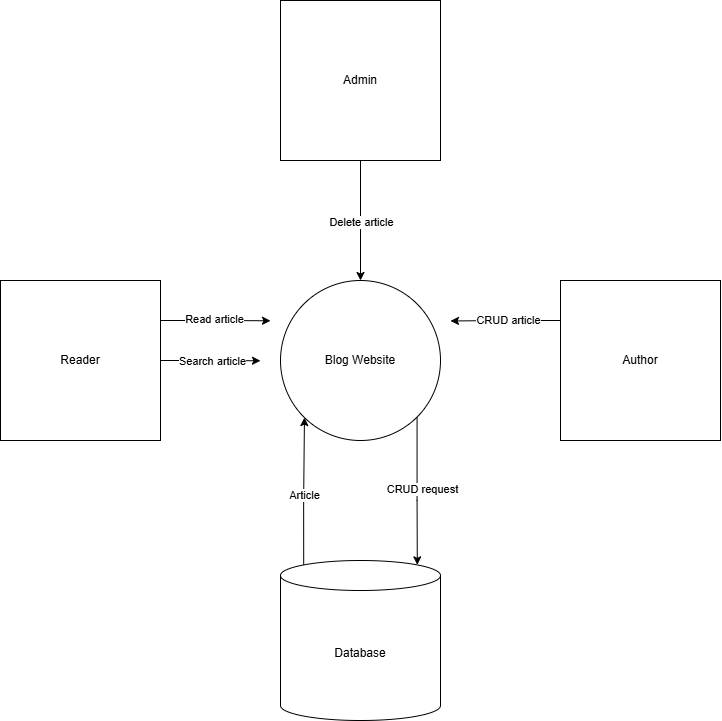 Admin
Delete article
Read article
CRUD article
Reader
Search article
Blog Website
Author
Article
CRUD request
Database